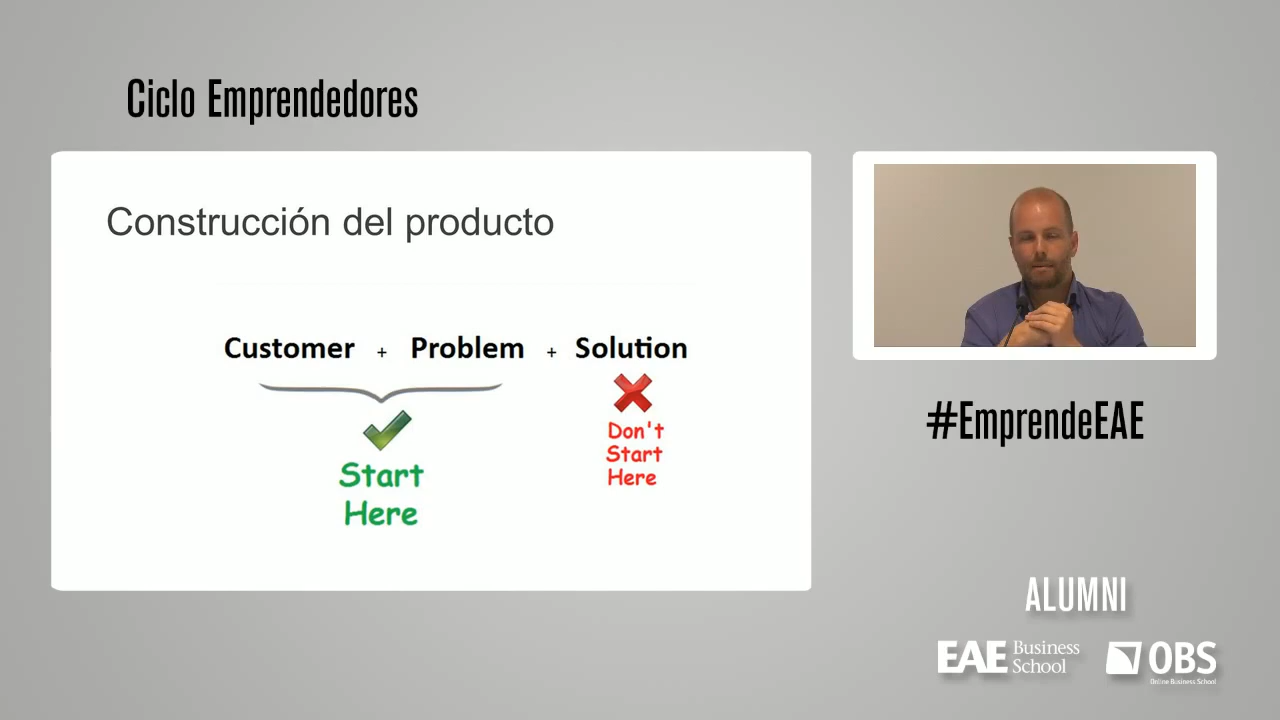 Ciclo Emprendedores
Construcción del producto
Customer + Problem + Solution
Start
Here
Don't
Start
Here
#EmprendeEAE
ALUMNI
EAE Business
School
OBS
Online Business School